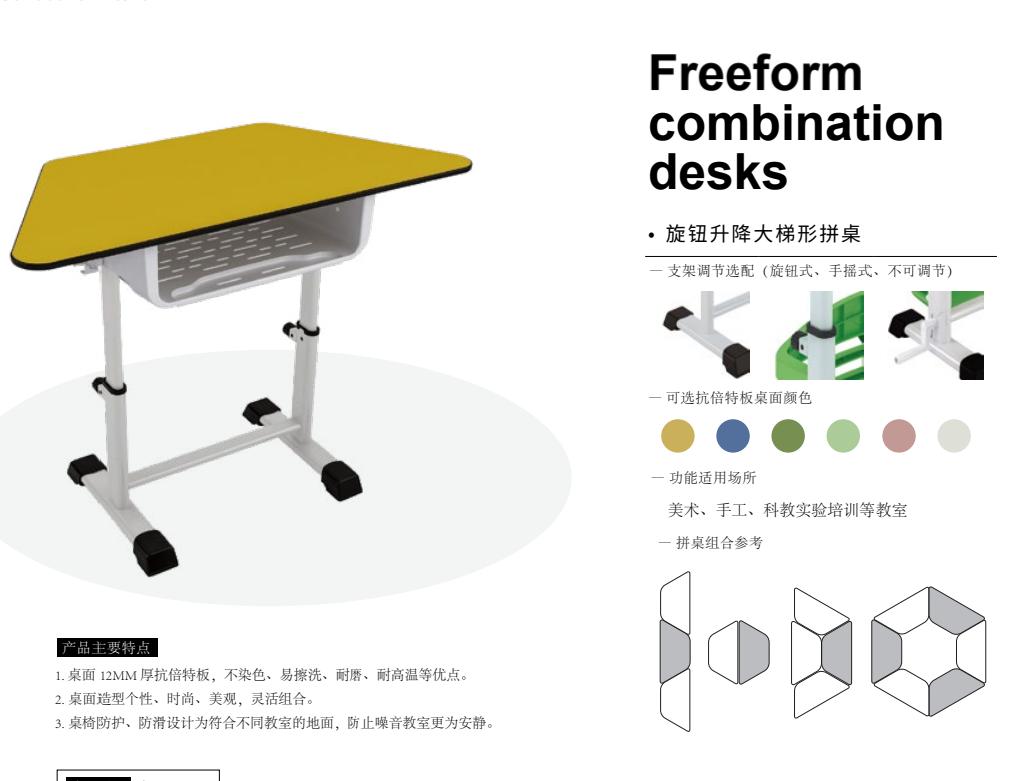 Freeform
combination
desks
• 旋钮升降大梯形拼桌
— 支架调节选配（旋钮式、手摇式、不可调节）
— 可选抗倍特板桌面颜色
— 功能适用场所
美术、手工、科教实验培训等教室
— 拼桌组合参考
产品主要特点
1. 桌面 12MM 厚抗倍特板，不染色、易擦洗、耐磨、耐高温等优点。
2. 桌面造型个性、时尚、美观，灵活组合。
3. 桌椅防护、防滑设计为符合不同教室的地面，防止噪音教室更为安静。